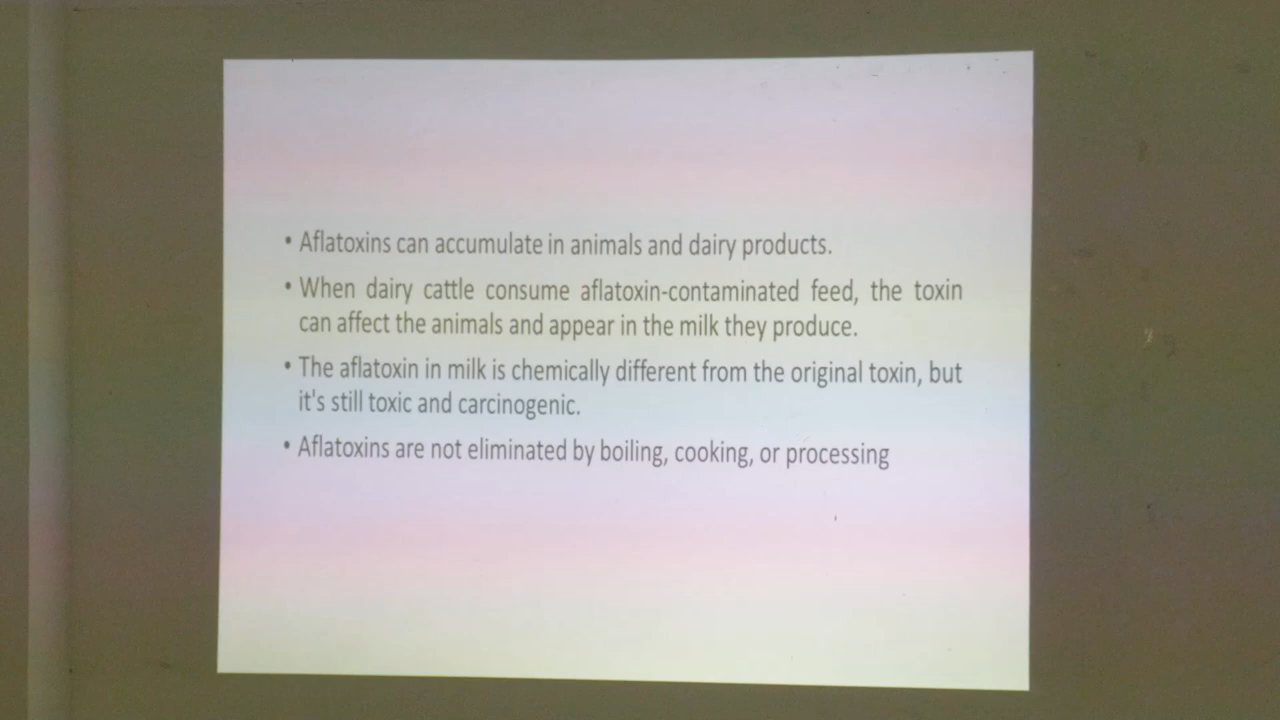 • Aflatoxins can accumulate in animals and dairy products.
• When dairy cattle consume aflatoxin-contaminated feed, the toxin
can affect the animals and appear in the milk they produce.
• The aflatoxin in milk is chemically different from the original toxin, but
it's still toxic and carcinogenic.
• Aflatoxins are not eliminated by boiling, cooking, or processing